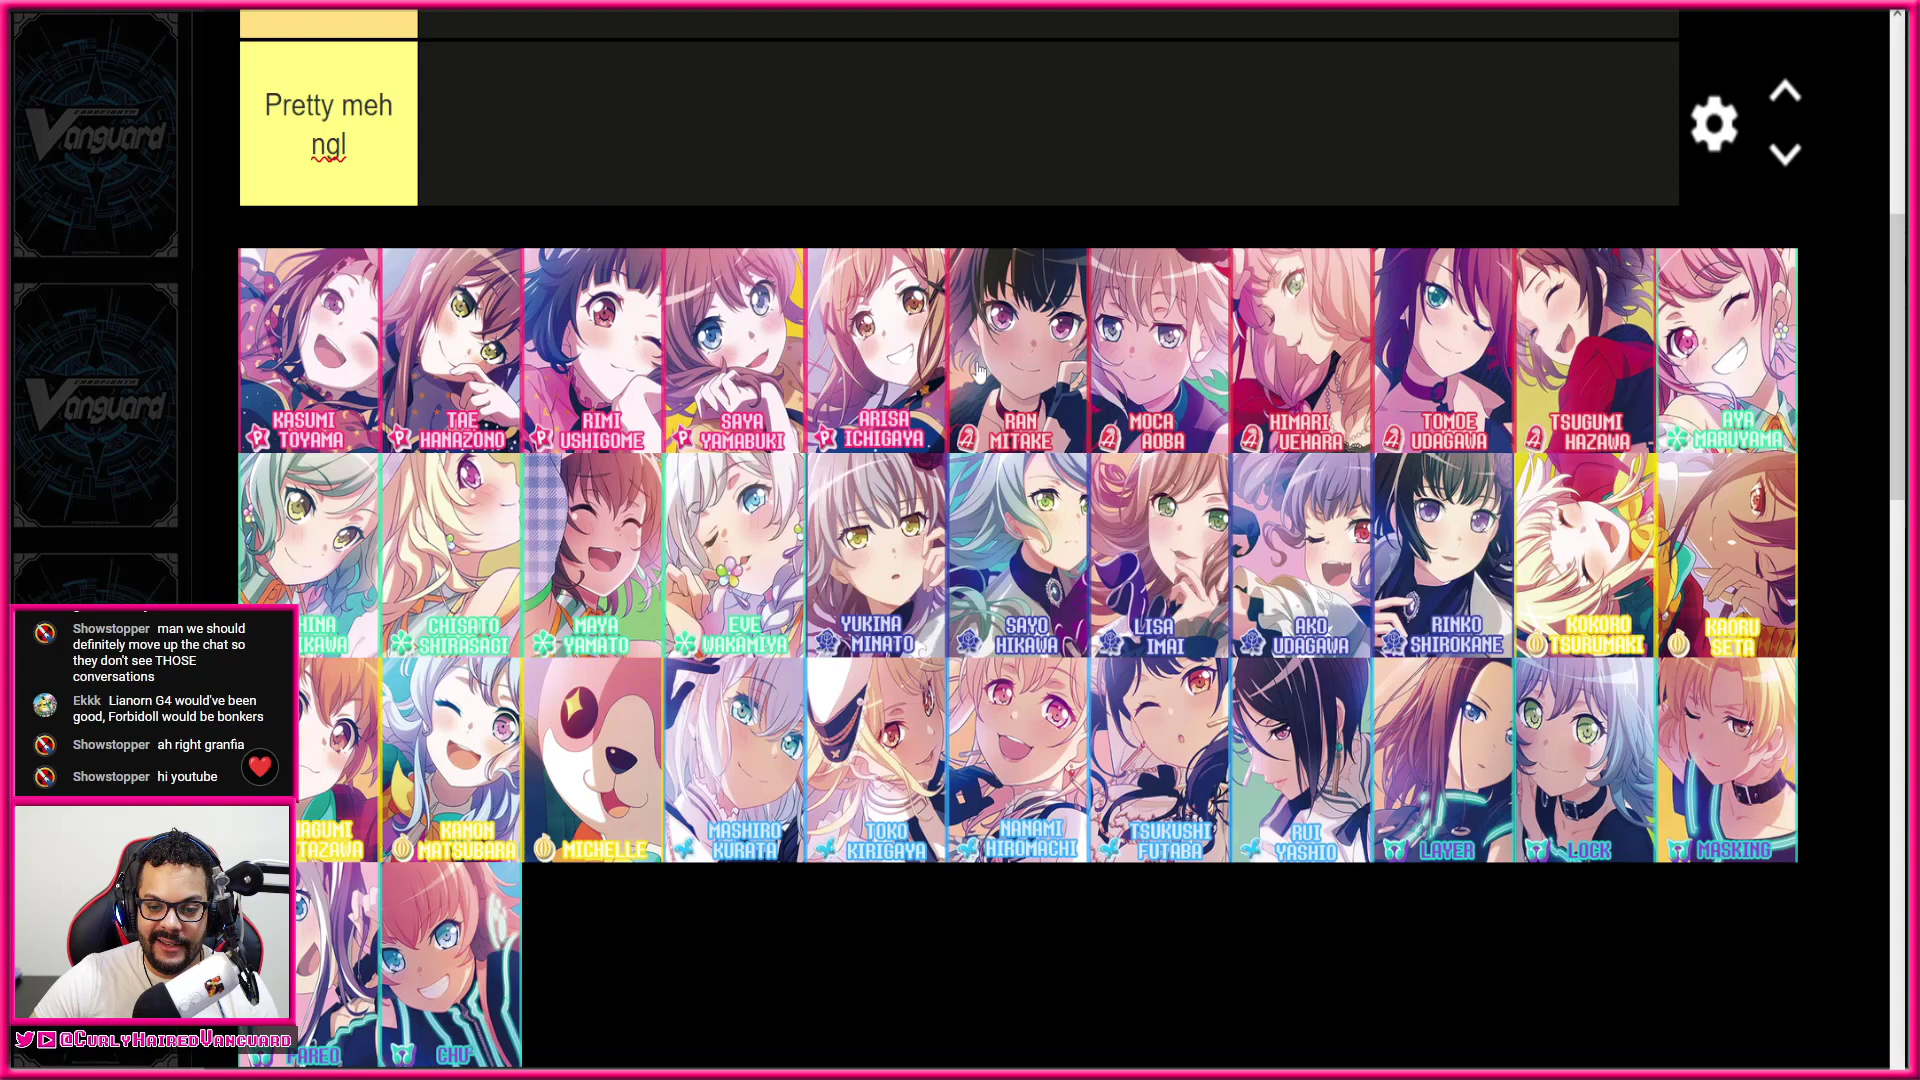 Pretty meh
ngl
CARDFIGHT!!
Vanguard
CARDFIGHT!!
Vanguard
KASUMI
TOYAMA
TAE
HANAZONO
RIMI
USHIGOME
SAYA
YAMABUKI
ARISA
ICHIGAYA
RAN
MITAKE
MOCA
AOBA
HIMARI
UEHARA
TOMOE
UDAGAWA
TSUGUMI
HAZAWA
AYA
MARUYAMA
HINA
IKAWA
CHISATO
SHIRASAGI
MAYA
YAMATO
EVE
WAKAMIYA
YUKINA
MINATO
SAYO
HIKAWA
LISA
IMAI
AKO
UDAGAWA
RINKO
SHIROKANE
KOKORO
TSURUMAKI
KAORU
SETA
AGUMI
TAZAWA
KANON
MATSUBARA
MICHELLE
MASHIRO
KURATA
TOKO
KIRIGAYA
NANAMI
HIROMACHI
TSUKUSHI
FUTABA
RUI
YASHIO
LAYER
LOCK
MASKING
PAREO
CHU²
Showstopper man we should
definitely move up the chat so
they don't see THOSE
conversations
Ekkk Lianorn G4 would've been
good, Forbidoll would be bonkers
Showstopper ah right granfia
Showstopper hi youtube
@CurlyHairedVanguard